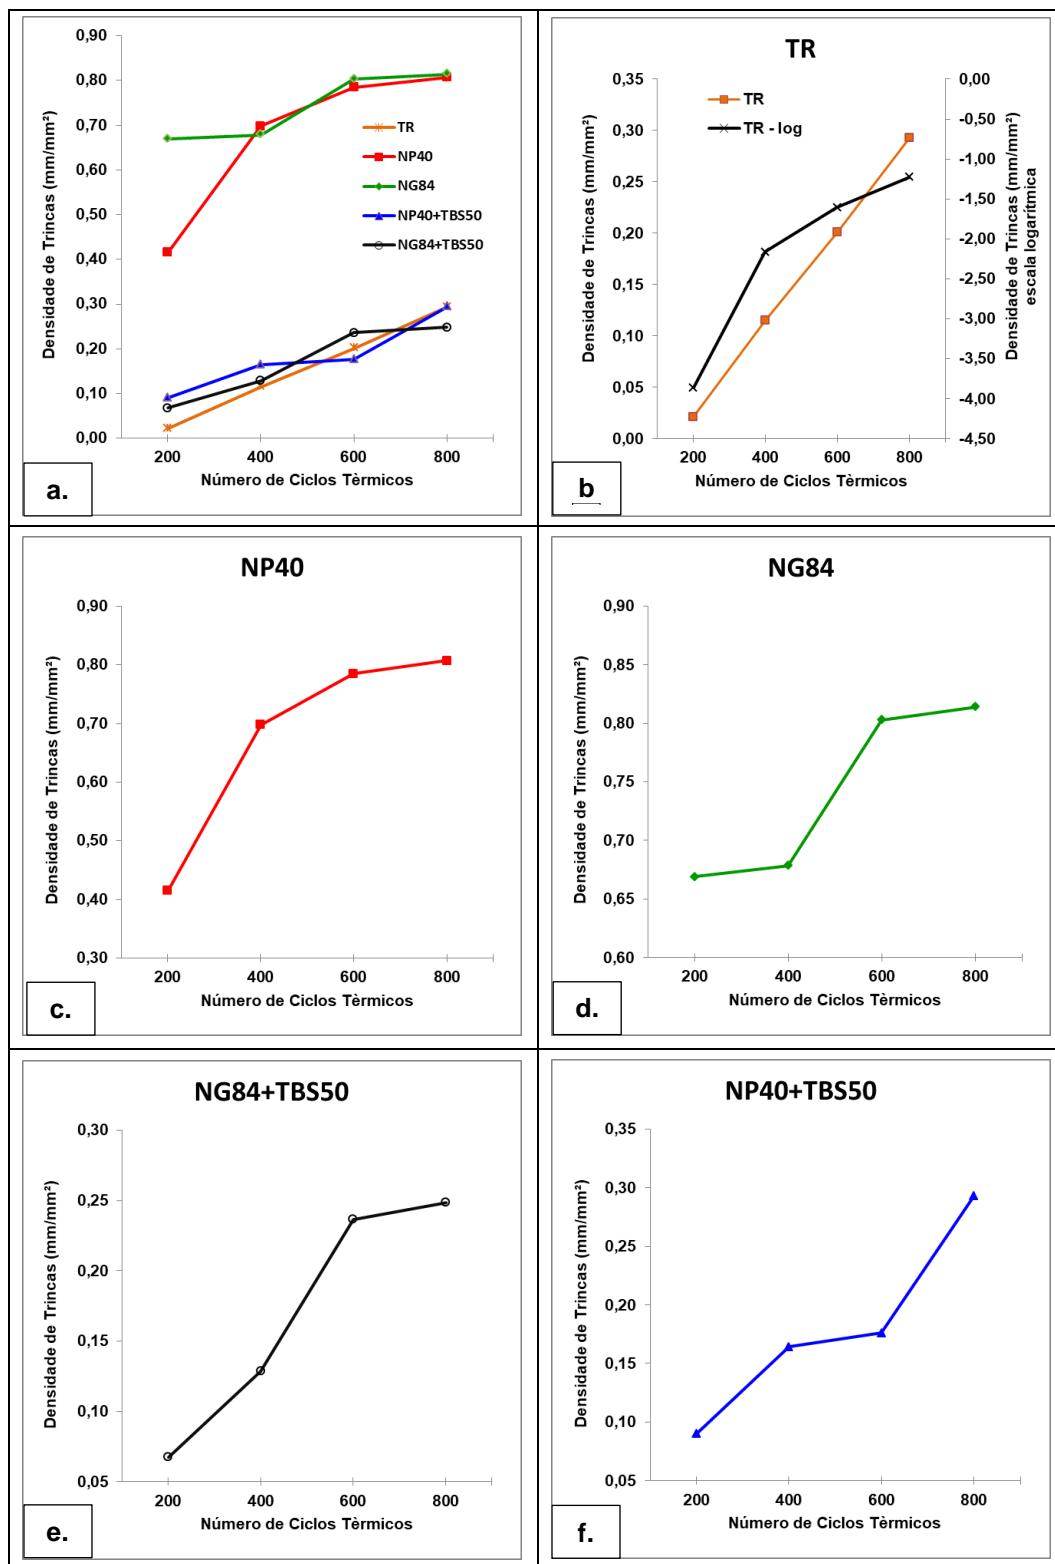 0,90
0,80
0,70
0,60
0,50
0,40
0,30
0,20
0,10
0,00
Densidade de Trincas (mm/mm²)
TR
NP40
NG84
NP40+TBS50
NG84+TBS50
200 400 600 800
Número de Ciclos Tèrmicos
a.
TR
0,35
0,30
0,25
0,20
0,15
0,10
0,05
0,00
Densidade de Trincas (mm/mm²)
TR
TR - log
0,00
-0,50
-1,00
-1,50
-2,00
-2,50
-3,00
-3,50
-4,00
-4,50
Densidade de Trincas (mm/mm²)
escala logarítmica
200 400 600 800
Número de Ciclos Tèrmicos
b
NP40
0,90
0,80
0,70
0,60
0,50
0,40
0,30
Densidade de Trincas (mm/mm²)
200 400 600 800
Número de Ciclos Tèrmicos
c.
NG84
0,90
0,85
0,80
0,75
0,70
0,65
0,60
Densidade de Trincas (mm/mm²)
200 400 600 800
Número de Ciclos Tèrmicos
d.
NG84+TBS50
0,30
0,25
0,20
0,15
0,10
0,05
Densidade de Trincas (mm/mm²)
200 400 600 800
Número de Ciclos Tèrmicos
e.
NP40+TBS50
0,35
0,30
0,25
0,20
0,15
0,10
0,05
Densidade de Trincas (mm/mm²)
200 400 600 800
Número de Ciclos Tèrmicos
f.